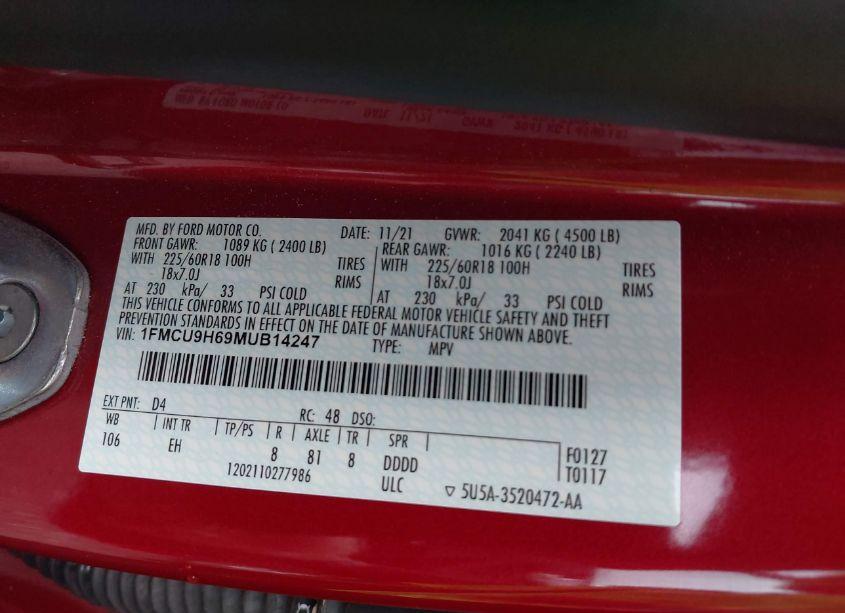 MFD. BY FORD MOTOR CO. DATE: 11/21 GVWR: 2041 KG ( 4500 LB)
FRONT GAWR: 1089 KG ( 2400 LB) REAR GAWR: 1016 KG ( 2240 LB)
WITH 225/60R18 100H TIRES WITH 225/60R18 100H TIRES
18x7.0J RIMS 18x7.0J RIMS
AT 230 kPa/ 33 PSI COLD AT 230 kPa/ 33 PSI COLD
THIS VEHICLE CONFORMS TO ALL APPLICABLE FEDERAL MOTOR VEHICLE SAFETY AND THEFT
PREVENTION STANDARDS IN EFFECT ON THE DATE OF MANUFACTURE SHOWN ABOVE.
VIN: 1FMCU9H69MUB14247 TYPE: MPV
EXT PNT: D4 RC: 48 DSO:
WB INT TR TP/PS R AXLE TR SPR
106 EH 8 81 8 DDDD
F0127
T0117
1202110277986 ULC ▽ 5U5A-3520472-AA